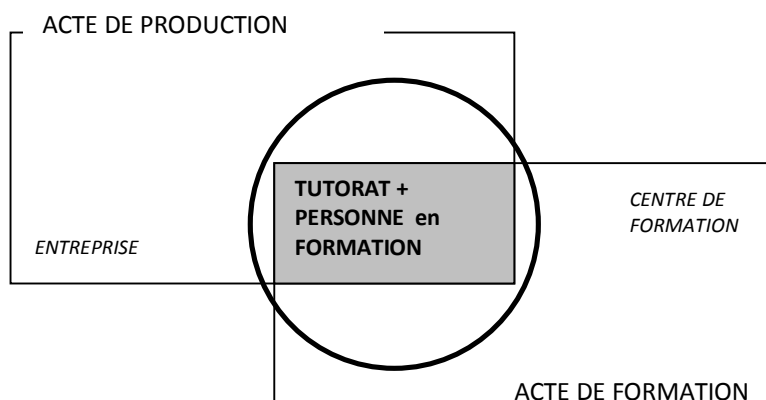 ACTE DE PRODUCTION
TUTORAT +
PERSONNE en
FORMATION
CENTRE DE
FORMATION
ENTREPRISE
ACTE DE FORMATION